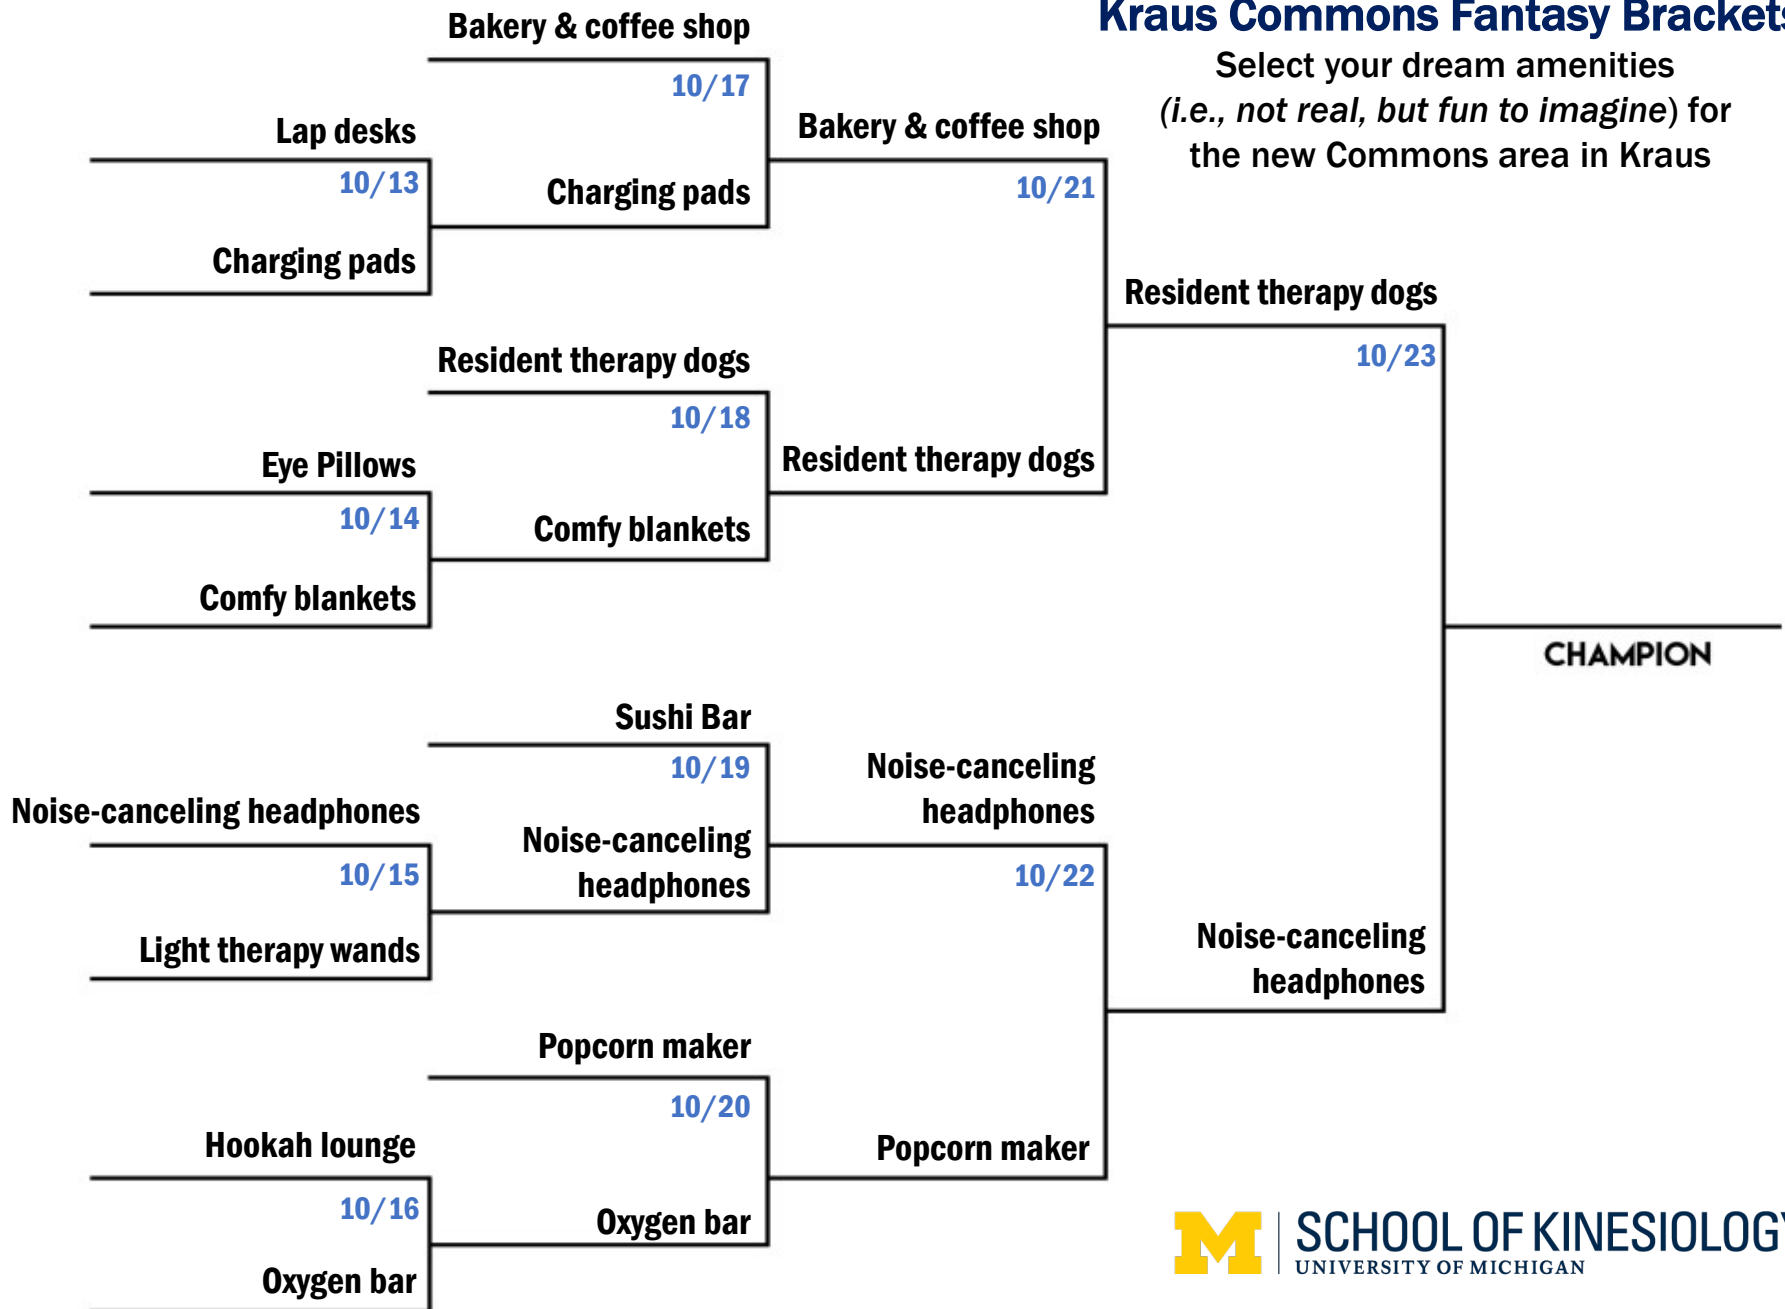 Kraus Commons Fantasy Brackets
Select your dream amenities
(i.e., not real, but fun to imagine) for
the new Commons area in Kraus
Bakery & coffee shop
10/17
Lap desks
10/13
Charging pads
Charging pads
Bakery & coffee shop
10/21
Resident therapy dogs
10/23
Resident therapy dogs
10/18
Eye Pillows
10/14
Comfy blankets
Comfy blankets
Resident therapy dogs
CHAMPION
Sushi Bar
10/19
Noise-canceling headphones
10/15
Light therapy wands
Noise-canceling
headphones
Noise-canceling
headphones
10/22
Noise-canceling
headphones
Popcorn maker
10/20
Hookah lounge
10/16
Oxygen bar
Oxygen bar
Popcorn maker
M SCHOOL OF KINESIOLOGY
UNIVERSITY OF MICHIGAN